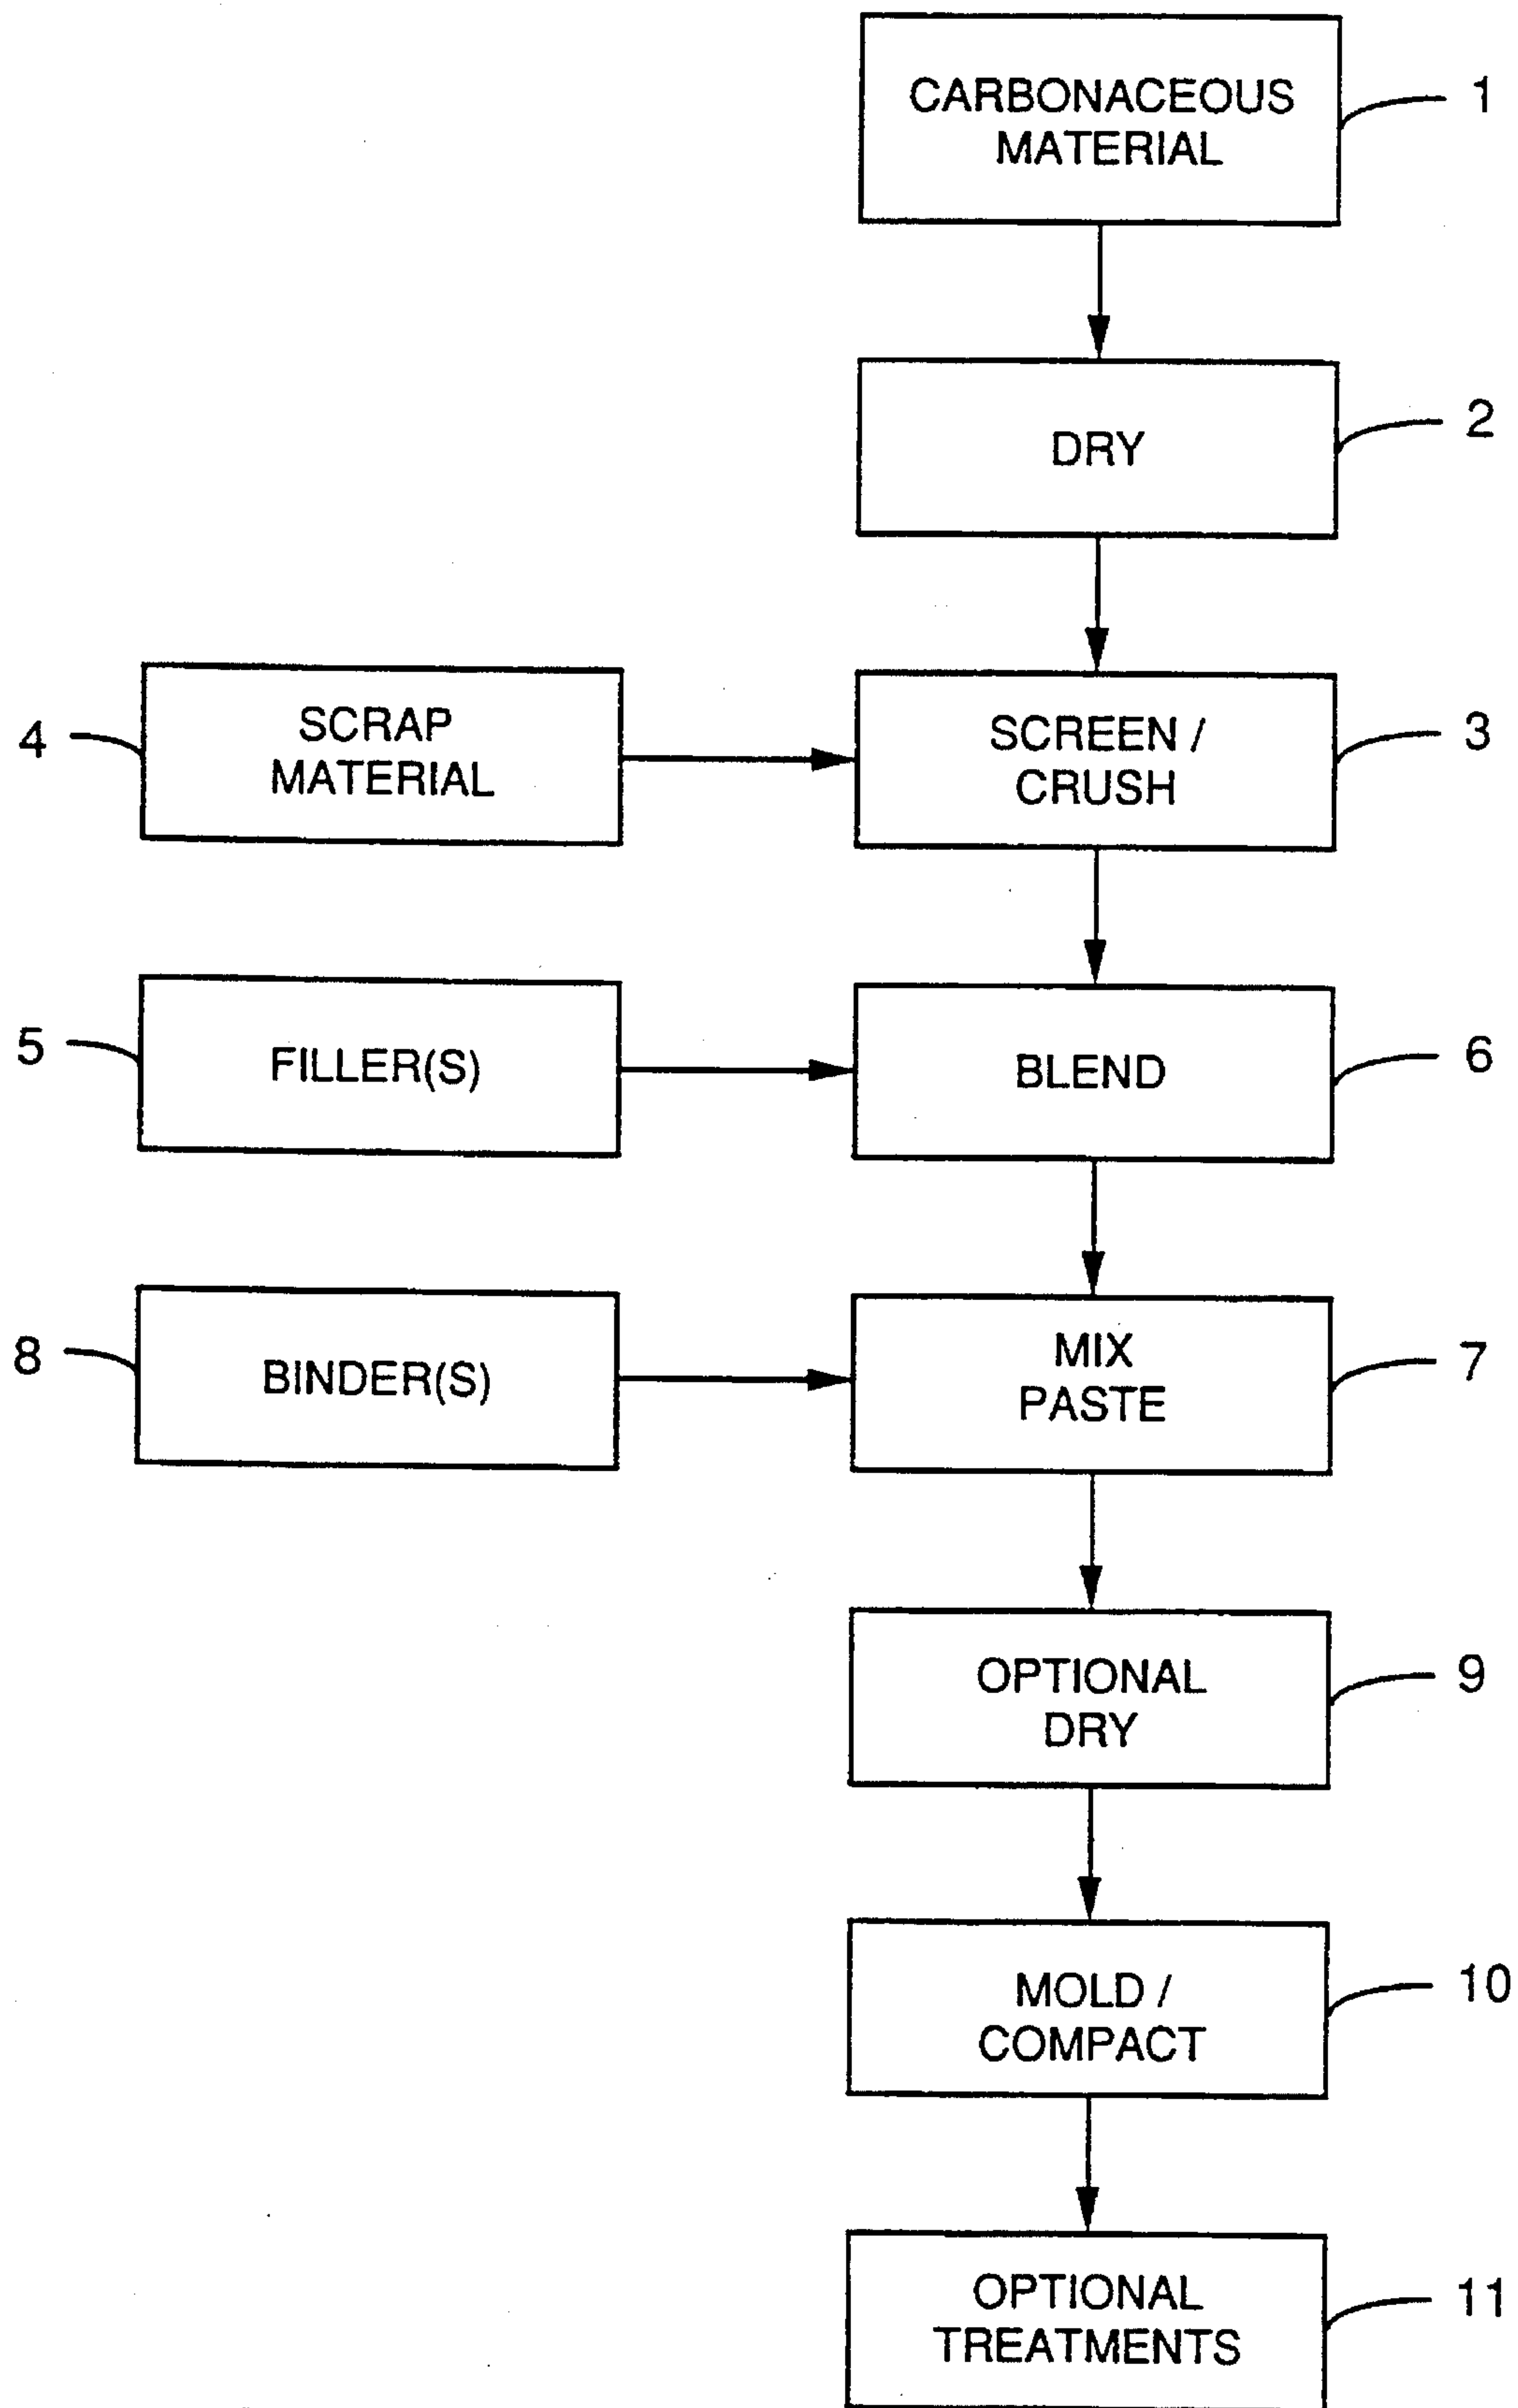 CARBONACEOUS
MATERIAL
1
DRY
2
4
SCRAP
MATERIAL
SCREEN /
CRUSH
3
5
FILLER(S)
BLEND
6
8
BINDER(S)
MIX
PASTE
7
OPTIONAL
DRY
9
MOLD /
COMPACT
10
OPTIONAL
TREATMENTS
11